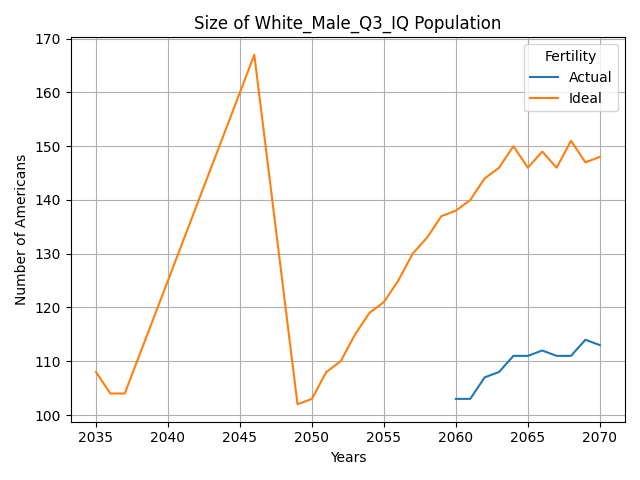 Size of White_Male_Q3_IQ Population
Fertility
Actual
Ideal
Number of Americans
170
160
150
140
130
120
110
100
2035 2040 2045 2050 2055 2060 2065 2070
Years